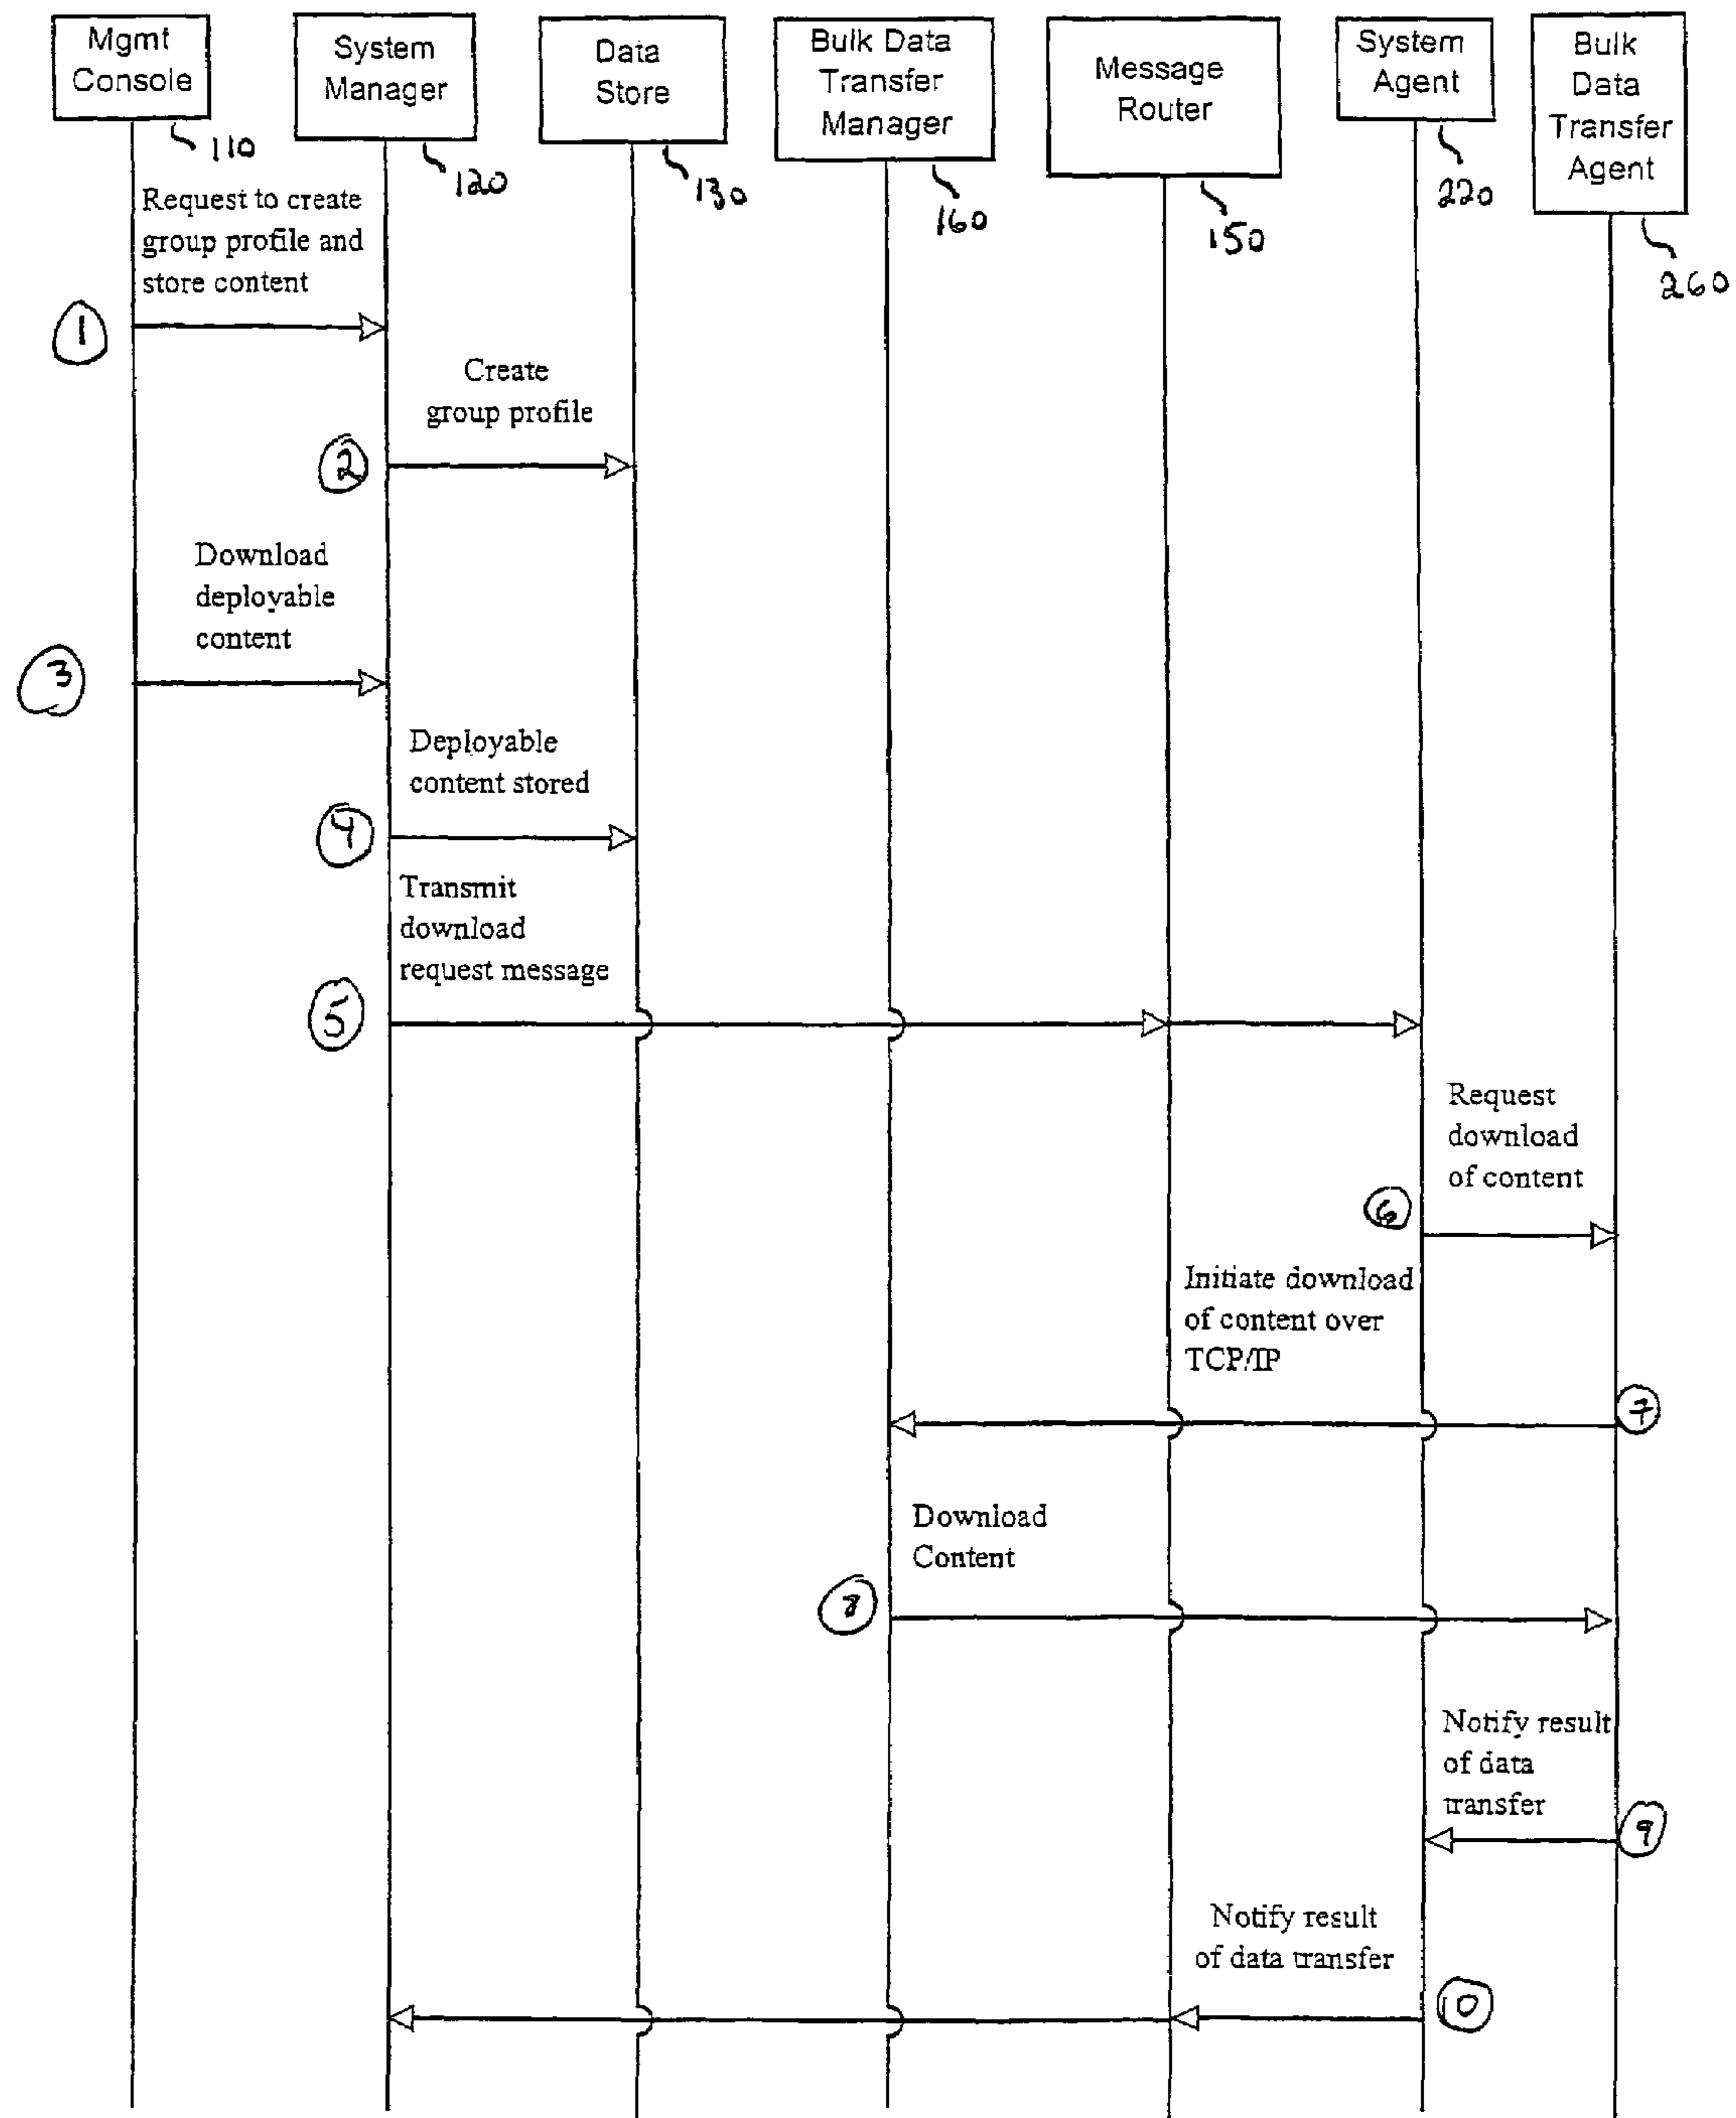 Mgmt
Console
System
Manager
Data
Store
Bulk Data
Transfer
Manager
Message
Router
System
Agent
Bulk
Data
Transfer
Agent
110
120
130
160
150
220
260
Request to create
group profile and
store content
1
Create
group profile
2
Download
deployable
content
3
Deployable
content stored
4
Transmit
download
request message
5
Request
download
of content
6
Initiate download
of content over
TCP/IP
7
Download
Content
8
Notify result
of data
transfer
9
Notify result
of data transfer
10